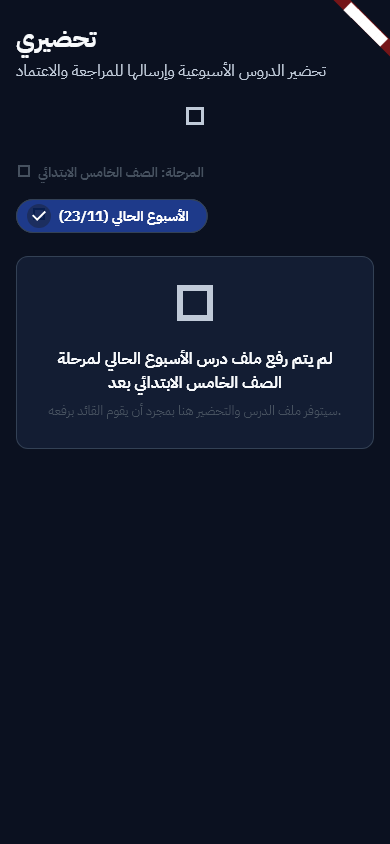 تحضيري
تحضير الدروس الأسبوعية وإرسالها للمراجعة والاعتماد
المرحلة: الصف الخامس الابتدائي
الأسبوع الحالي (23/11)
لم يتم رفع ملف درس الأسبوع الحالي لمرحلة
الصف الخامس الابتدائي بعد
سيتوفر ملف الدرس والتحضير هنا بمجرد أن يقوم القائد برفعه.